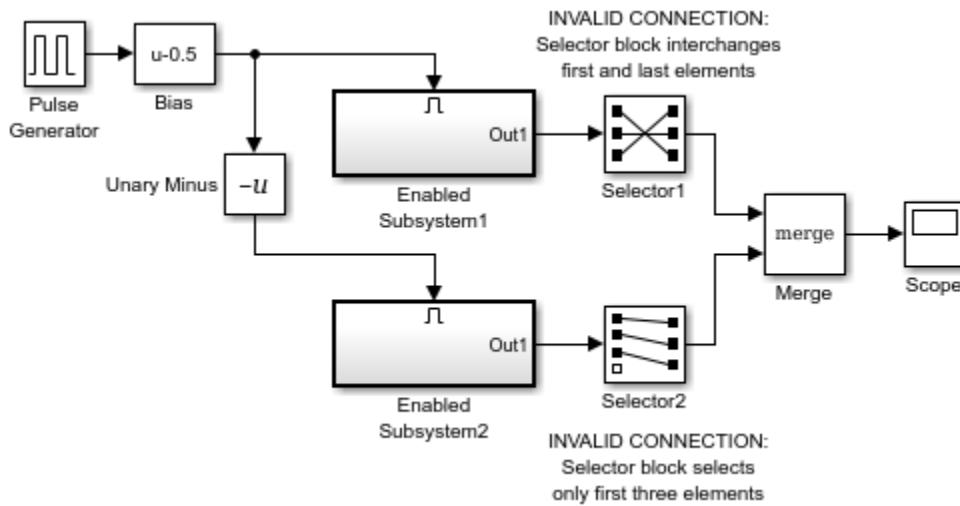 INVALID CONNECTION:
Selector block interchanges
first and last elements
u-0.5
Pulse
Generator
Bias
Out1
Unary Minus
-u
Enabled
Subsystem1
Selector1
merge
Merge
Scope
Out1
Enabled
Subsystem2
Selector2
INVALID CONNECTION:
Selector block selects
only first three elements